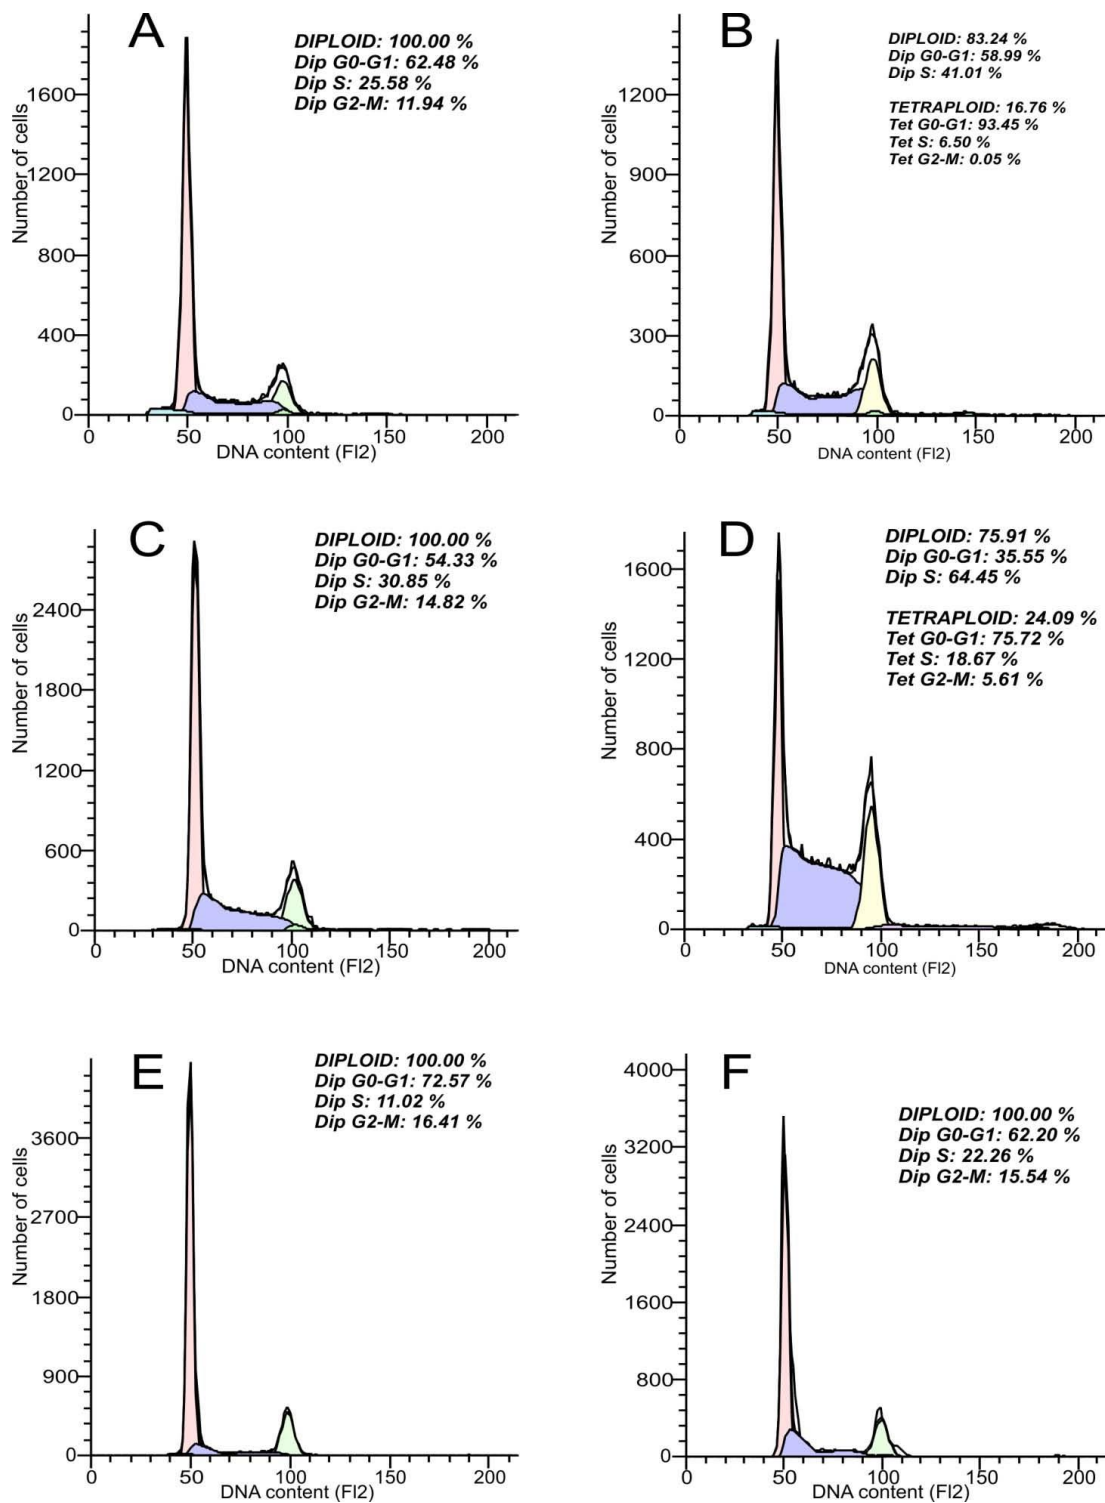 A
DIPLOID: 100.00 %
Dip G0-G1: 62.48 %
Dip S: 25.58 %
Dip G2-M: 11.94 %
Number of cells
1600
1200
800
400
0
0 50 100 150 200
DNA content (Fl2)
B
DIPLOID: 83.24 %
Dip G0-G1: 58.99 %
Dip S: 41.01 %
TETRAPLOID: 16.76 %
Tet G0-G1: 93.45 %
Tet S: 6.50 %
Tet G2-M: 0.05 %
Number of cells
1200
900
600
300
0
0 50 100 150 200
DNA content (Fl2)
C
DIPLOID: 100.00 %
Dip G0-G1: 54.33 %
Dip S: 30.85 %
Dip G2-M: 14.82 %
Number of cells
2400
1800
1200
600
0
0 50 100 150 200
DNA content (Fl2)
D
DIPLOID: 75.91 %
Dip G0-G1: 35.55 %
Dip S: 64.45 %
TETRAPLOID: 24.09 %
Tet G0-G1: 75.72 %
Tet S: 18.67 %
Tet G2-M: 5.61 %
Number of cells
1600
1200
800
400
0
0 50 100 150 200
DNA content (Fl2)
E
DIPLOID: 100.00 %
Dip G0-G1: 72.57 %
Dip S: 11.02 %
Dip G2-M: 16.41 %
Number of cells
3600
2700
1800
900
0
0 50 100 150 200
DNA content (Fl2)
F
DIPLOID: 100.00 %
Dip G0-G1: 62.20 %
Dip S: 22.26 %
Dip G2-M: 15.54 %
Number of cells
4000
3200
2400
1600
800
0
0 50 100 150 200
DNA content (Fl2)